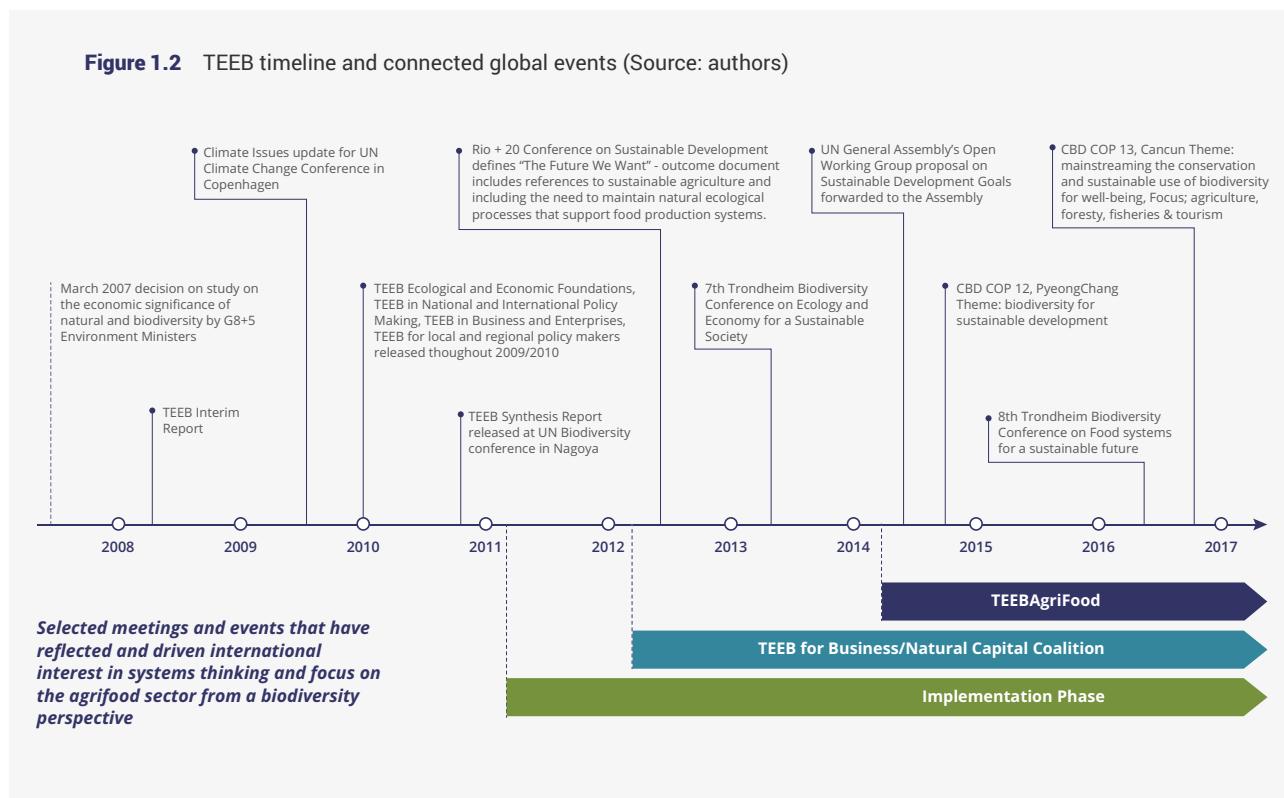 Figure 1.2 TEEB timeline and connected global events (Source: authors)
Climate Issues update for UN
Climate Change Conference in
Copenhagen
Rio + 20 Conference on Sustainable Development
defines “The Future We Want” - outcome document
includes references to sustainable agriculture and
including the need to maintain natural ecological
processes that support food production systems.
UN General Assembly’s Open
Working Group proposal on
Sustainable Development Goals
forwarded to the Assembly
CBD COP 13, Cancun Theme:
mainstreaming the conservation
and sustainable use of biodiversity
for well-being, Focus; agriculture,
foresty, fisheries & tourism
March 2007 decision on study on
the economic significance of
natural and biodiversity by G8+5
Environment Ministers
TEEB Ecological and Economic Foundations,
TEEB in National and International Policy
Making, TEEB in Business and Enterprises,
TEEB for local and regional policy makers
released thoughout 2009/2010
7th Trondheim Biodiversity
Conference on Ecology and
Economy for a Sustainable
Society
CBD COP 12, PyeongChang
Theme: biodiversity for
sustainable development
TEEB Interim
Report
TEEB Synthesis Report
released at UN Biodiversity
conference in Nagoya
8th Trondheim Biodiversity
Conference on Food systems
for a sustainable future
2008 2009 2010 2011 2012 2013 2014 2015 2016 2017
TEEBAgriFood
TEEB for Business/Natural Capital Coalition
Implementation Phase
Selected meetings and events that have
reflected and driven international
interest in systems thinking and focus on
the agrifood sector from a biodiversity
perspective